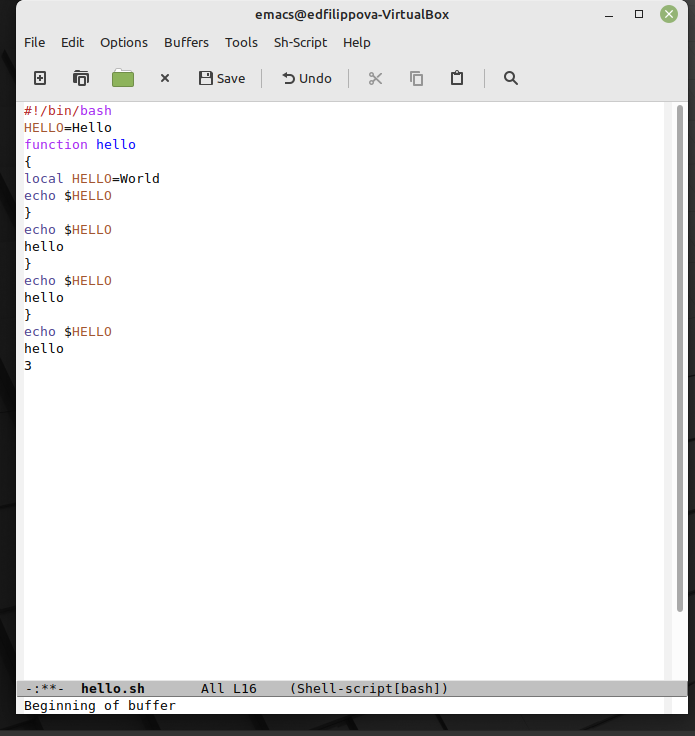 emacs@edfilippova-VirtualBox
File Edit Options Buffers Tools Sh-Script Help
Save Undo
#!/bin/bash
HELLO=Hello
function hello
{
local HELLO=World
echo $HELLO
}
echo $HELLO
hello
}
echo $HELLO
hello
}
echo $HELLO
hello
3
-:**- hello.sh All L16 (Shell-script[bash])
Beginning of buffer